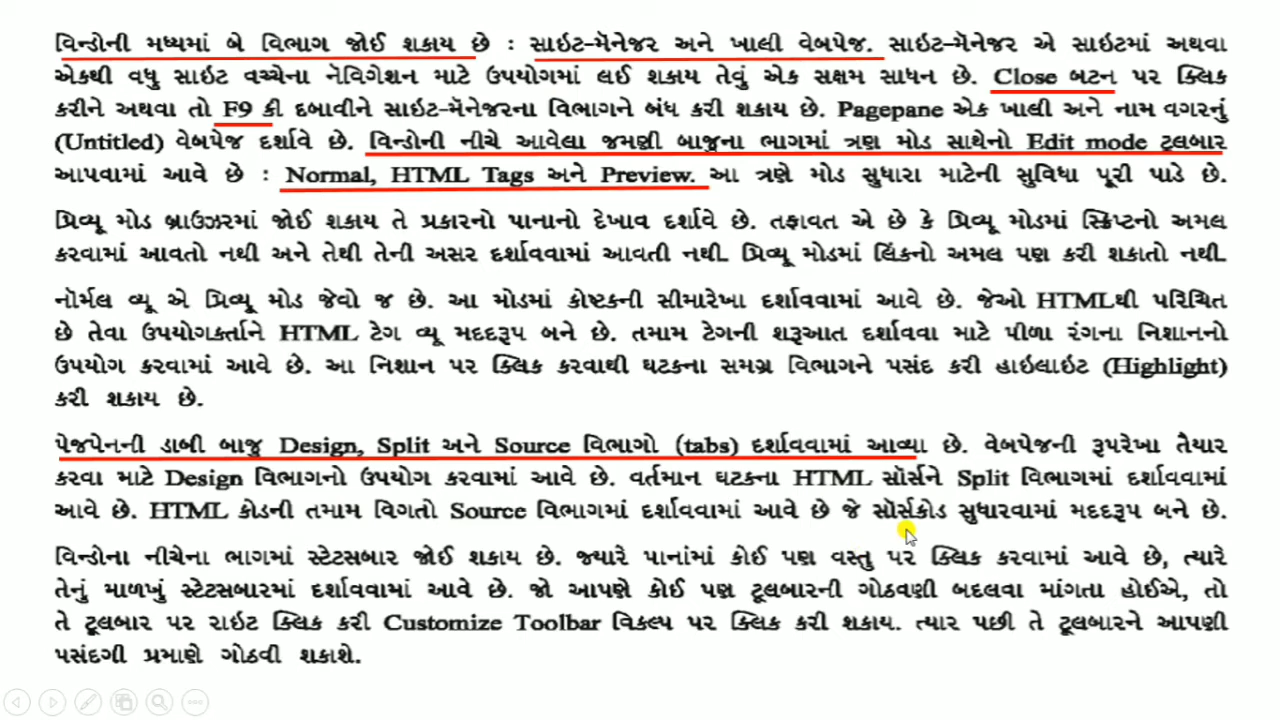 વિન્ડોની મધ્યમાં બે વિભાગ જોઈ શકાય છે : સાઇટ-મૅનેજર અને ખાલી વેબપેજ. સાઇટ-મૅનેજર એ સાઇટમાં અથવા
એકથી વધુ સાઇટ વચ્ચેના નૅવિગેશન માટે ઉપયોગમાં લઈ શકાય તેવું એક સક્ષમ સાધન છે. Close બટન પર ક્લિક
કરીને અથવા તો F9 કી દબાવીને સાઇટ-મૅનેજરના વિભાગને બંધ કરી શકાય છે. Pagepane એક ખાલી અને નામ વગરનું
(Untitled) વેબપેજ દર્શાવે છે. વિન્ડોની નીચે આવેલા જમણી બાજુના ભાગમાં ત્રણ મોડ સાથેનો Edit mode ટૂલબાર
આપવામાં આવે છે : Normal, HTML Tags અને Preview. આ ત્રણે મોડ સુધારા માટેની સુવિધા પૂરી પાડે છે.
પ્રિવ્યૂ મોડ બ્રાઉઝરમાં જોઈ શકાય તે પ્રકારનો પાનાનો દેખાવ દર્શાવે છે. તફાવત એ છે કે પ્રિવ્યૂ મોડમાં સ્ક્રિપ્ટનો અમલ
કરવામાં આવતો નથી અને તેથી તેની અસર દર્શાવવામાં આવતી નથી. પ્રિવ્યૂ મોડમાં લિંકનો અમલ પણ કરી શકાતો નથી.
નૉર્મલ વ્યૂ એ પ્રિવ્યૂ મોડ જેવો જ છે. આ મોડમાં કોષ્ટકની સીમારેખા દર્શાવવામાં આવે છે. જેઓ HTMLથી પરિચિત
છે તેવા ઉપયોગકર્તાને HTML ટેગ વ્યૂ મદદરૂપ બને છે. તમામ ટેગની શરૂઆત દર્શાવવા માટે પીળા રંગના નિશાનનો
ઉપયોગ કરવામાં આવે છે. આ નિશાન પર ક્લિક કરવાથી ઘટકના સમગ્ર વિભાગને પસંદ કરી હાઇલાઇટ (Highlight)
કરી શકાય છે.
પેજપેનની ડાબી બાજુ Design, Split અને Source વિભાગો (tabs) દર્શાવવામાં આવ્યા છે. વેબપેજની રૂપરેખા તૈયાર
કરવા માટે Design વિભાગનો ઉપયોગ કરવામાં આવે છે. વર્તમાન ઘટકના HTML સૉર્સને Split વિભાગમાં દર્શાવવામાં
આવે છે. HTML કોડની તમામ વિગતો Source વિભાગમાં દર્શાવવામાં આવે છે જે સૉર્સકોડ સુધારવામાં મદદરૂપ બને છે.
વિન્ડોના નીચેના ભાગમાં સ્ટેટસબાર જોઈ શકાય છે. જ્યારે પાનાંમાં કોઈ પણ વસ્તુ પર ક્લિક કરવામાં આવે છે, ત્યારે
તેનું માળખું સ્ટેટસબારમાં દર્શાવવામાં આવે છે. જો આપણે કોઈ પણ ટૂલબારની ગોઠવણી બદલવા માંગતા હોઈએ, તો
તે ટૂલબાર પર રાઇટ ક્લિક કરી Customize Toolbar વિકલ્પ પર ક્લિક કરી શકાય. ત્યાર પછી તે ટૂલબારને આપણી
પસંદગી પ્રમાણે ગોઠવી શકાશે.